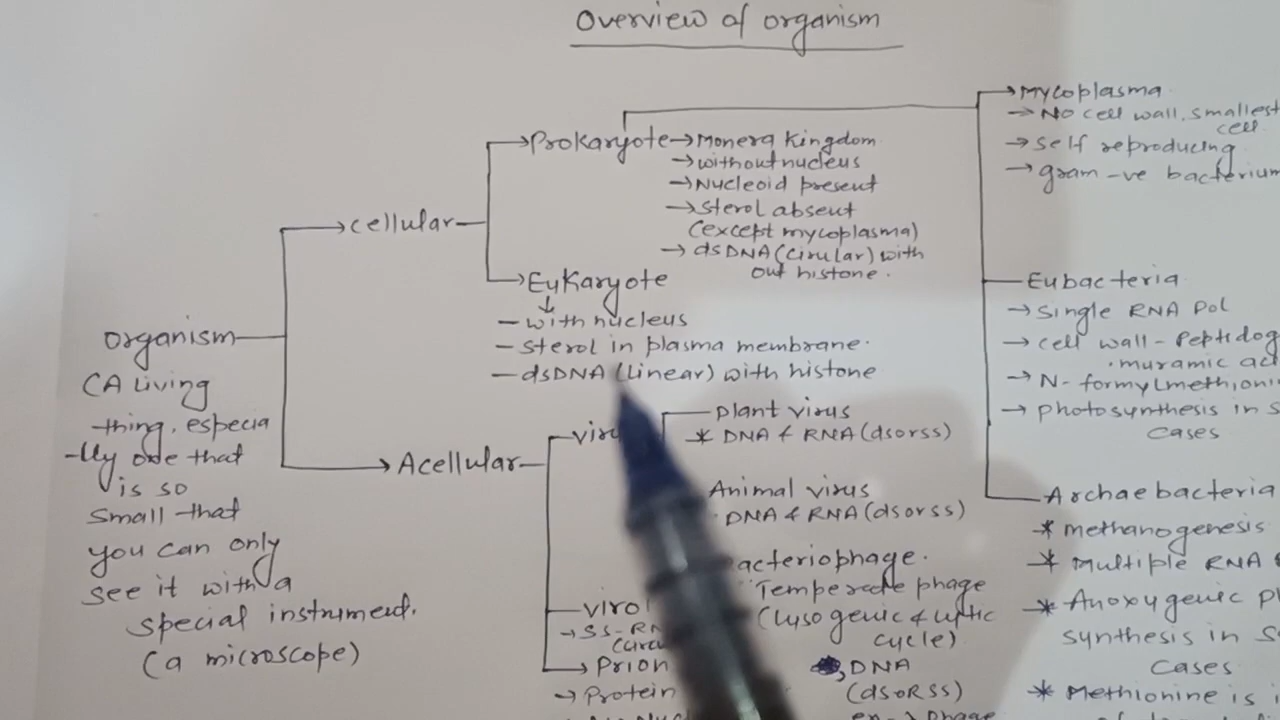 Overview of organism
organism
(A Living
thing, especia
-lly one that
is so
small that
you can only
see it with a
special instrument.
(a microscope)
cellular
Prokaryote → Monera kingdom
→ without nucleus
→ Nucleoid present
→ sterol absent
(except mycoplasma)
→ dsDNA (cirular) with
out histone.
Eukaryote
– with nucleus
– sterol in plasma membrane.
– dsDNA (Linear) with histone
Acellular
plant virus
* DNA & RNA (dsorss)
Animal virus
DNA & RNA (dsorss)
Temperate phage
(lysogenic & lytic
cycle)
DNA
(dsorss)
→ Prion
→ Protein
→ Mycoplasma
→ No cell wall, smallest
cell.
→ Self reproducing
→ gram -ve bacterium
Eubacteria
→ Single RNA pol
→ cell wall -
→ photosynthesis in
cases
Archaebacteria
* methanogenesis
* Multiple RNA
* Anoxygenic
synthesis in
cases
* Methionine is